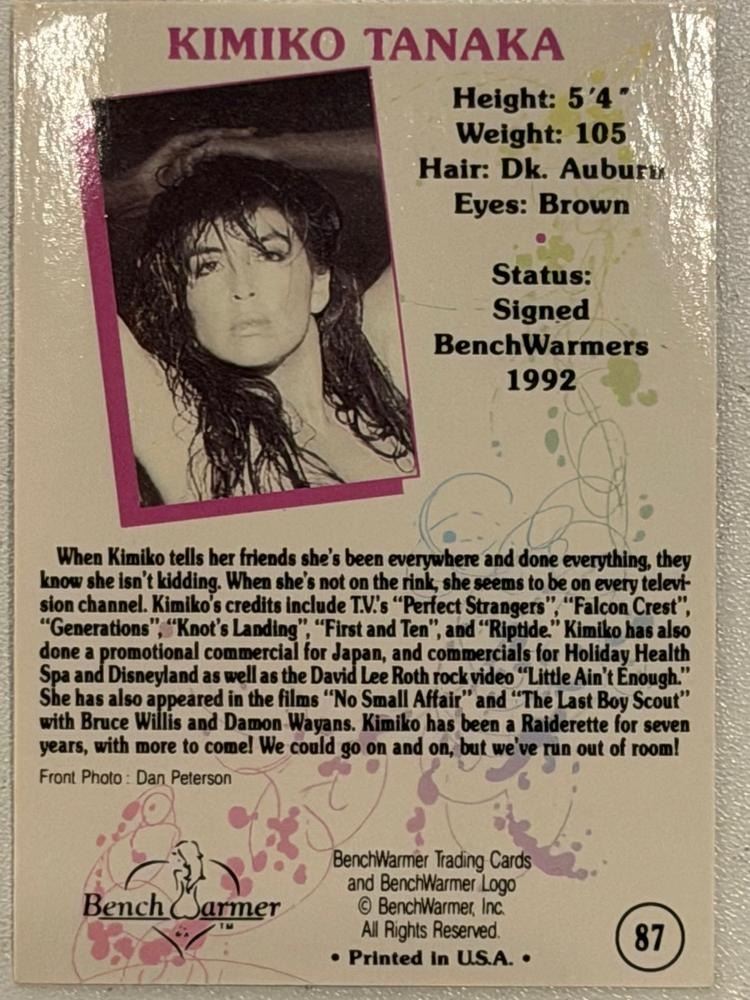 KIMIKO TANAKA
Height: 5'4"
Weight: 105
Hair: Dk. Auburn
Eyes: Brown
Status:
Signed
BenchWarmers
1992
When Kimiko tells her friends she's been everywhere and done everything, they
know she isn't kidding. When she's not on the rink, she seems to be on every televi-
sion channel. Kimiko's credits include T.V.'s "Perfect Strangers", "Falcon Crest",
"Generations", "Knot's Landing", "First and Ten", and "Riptide." Kimiko has also
done a promotional commercial for Japan, and commercials for Holiday Health
Spa and Disneyland as well as the David Lee Roth rock video "Little Ain't Enough."
She has also appeared in the films "No Small Affair" and "The Last Boy Scout"
with Bruce Willis and Damon Wayans. Kimiko has been a Raiderette for seven
years, with more to come! We could go on and on, but we've run out of room!
Front Photo : Dan Peterson
BenchWarmer Trading Cards
and BenchWarmer Logo
© BenchWarmer, Inc.
All Rights Reserved.
• Printed in U.S.A. •
Bench Warmer
TM
87